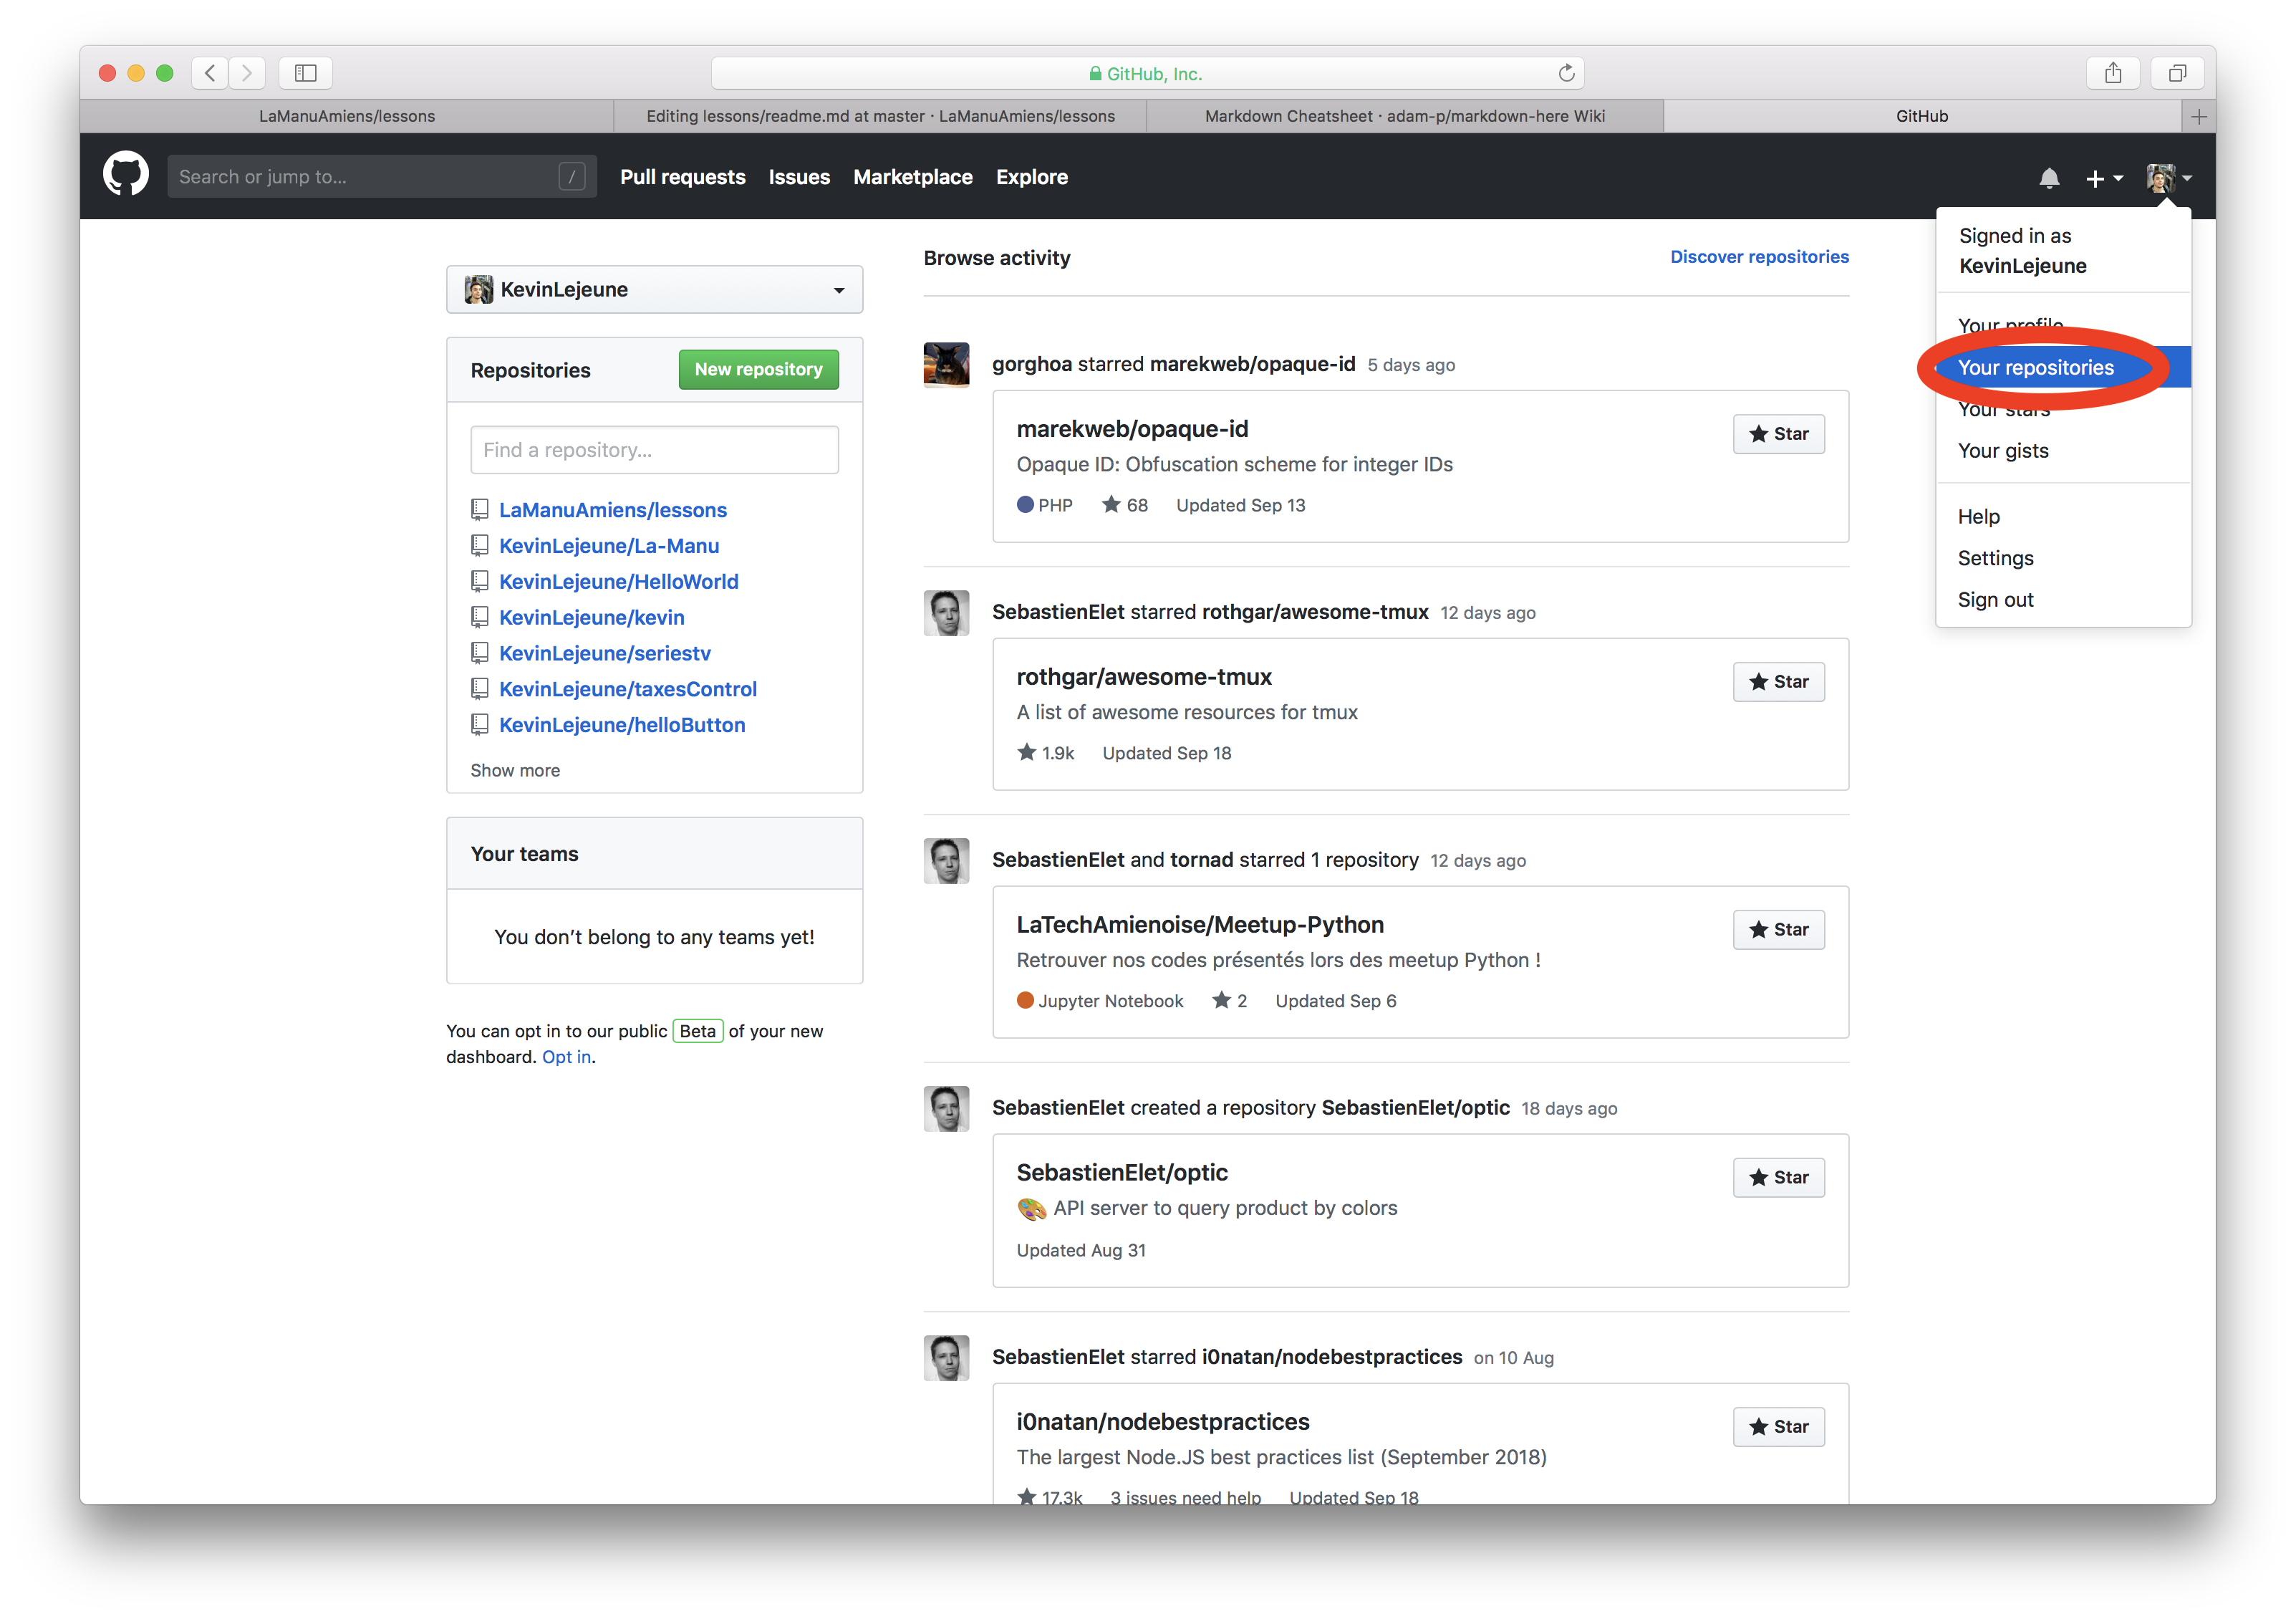 GitHub, Inc.
LaManuAmiens/lessons
Editing lessons/readme.md at master · LaManuAmiens/lessons
Markdown Cheatsheet · adam-p/markdown-here Wiki
GitHub
Search or jump to...
/
Pull requests
Issues
Marketplace
Explore
Signed in as
KevinLejeune
Your profile
Your repositories
Your stars
Your gists
Help
Settings
Sign out
KevinLejeune
Repositories
New repository
Find a repository...
LaManuAmiens/lessons
KevinLejeune/La-Manu
KevinLejeune/HelloWorld
KevinLejeune/kevin
KevinLejeune/seriestv
KevinLejeune/taxesControl
KevinLejeune/helloButton
Show more
Your teams
You don’t belong to any teams yet!
You can opt in to our public Beta of your new
dashboard. Opt in.
Browse activity
Discover repositories
gorghoa starred marekweb/opaque-id 5 days ago
marekweb/opaque-id
Star
Opaque ID: Obfuscation scheme for integer IDs
PHP 68 Updated Sep 13
SebastienElet starred rothgar/awesome-tmux 12 days ago
rothgar/awesome-tmux
Star
A list of awesome resources for tmux
1.9k Updated Sep 18
SebastienElet and tornad starred 1 repository 12 days ago
LaTechAmienoise/Meetup-Python
Star
Retrouver nos codes présentés lors des meetup Python !
Jupyter Notebook 2 Updated Sep 6
SebastienElet created a repository SebastienElet/optic 18 days ago
SebastienElet/optic
Star
🎨 API server to query product by colors
Updated Aug 31
SebastienElet starred i0natan/nodebestpractices on 10 Aug
i0natan/nodebestpractices
Star
The largest Node.JS best practices list (September 2018)
17.3k 3 issues need help Updated Sep 18